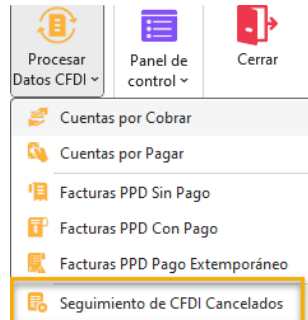 Procesar
Datos CFDI
Panel de
control
Cerrar
Cuentas por Cobrar
Cuentas por Pagar
Facturas PPD Sin Pago
Facturas PPD Con Pago
Facturas PPD Pago Extemporáneo
Seguimiento de CFDI Cancelados